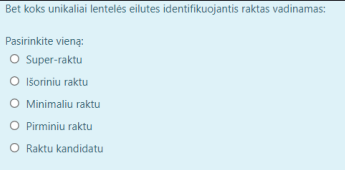 Bet koks unikaliai lentelės eilutes identifikuojantis raktas vadinamas:
Pasirinkite vieną:
Super-raktu
Išoriniu raktu
Minimaliu raktu
Pirminiu raktu
Raktu kandidatu